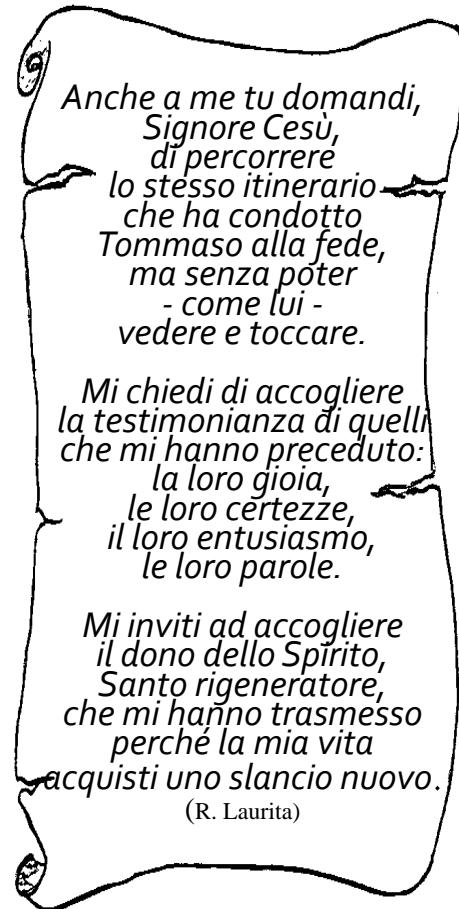 Anche a me tu domandi,
Signore Cesù,
di percorrere
lo stesso itinerario
che ha condotto
Tommaso alla fede,
ma senza poter
- come lui -
vedere e toccare.
Mi chiedi di accogliere
la testimonianza di quelli
che mi hanno preceduto:
la loro gioia,
le loro certezze,
il loro entusiasmo,
le loro parole.
Mi inviti ad accogliere
il dono dello Spirito,
Santo rigeneratore,
che mi hanno trasmesso
perché la mia vita
acquisti uno slancio nuovo.
(R. Laurita)